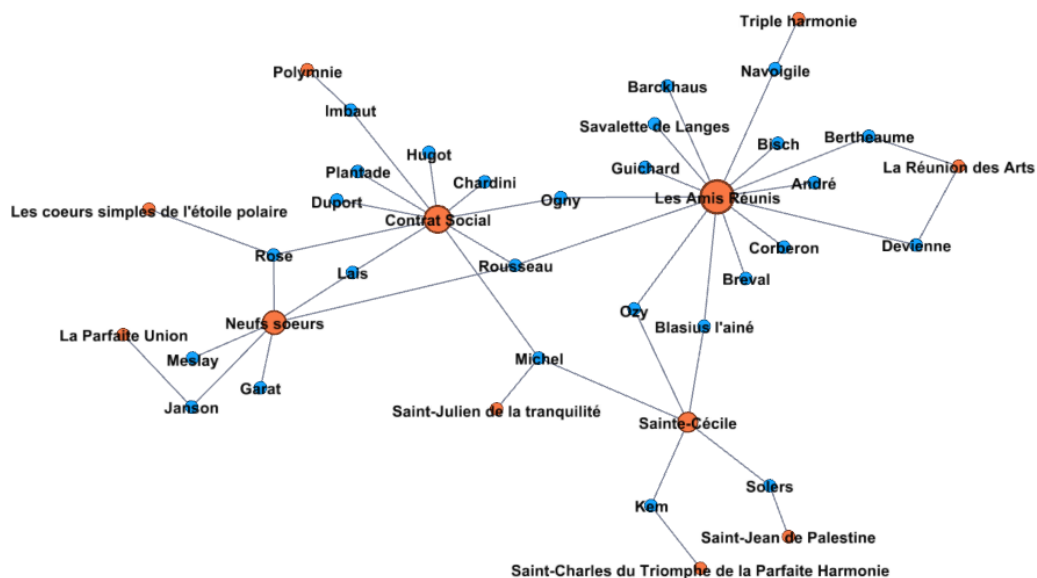 Triple harmonie
Polymnie
Navoigile
Barckhaus
Imbaut
Savalette de Langes
Bertheaume
Bisch
Hugot
Guichard
La Réunion des Arts
Plantade
Chardini
André
Duport
Ogny
Les Amis Réunis
Les coeurs simples de l'étoile polaire
Contrat Social
Corberon
Devienne
Rose
Rousseau
Laïs
Breval
Ozy
Neufs soeurs
Blasius l'ainé
La Parfaite Union
Meslay
Michel
Garat
Janson
Saint-Julien de la tranquilité
Sainte-Cécile
Solers
Kem
Saint-Jean de Palestine
Saint-Charles du Triomphe de la Parfaite Harmonie